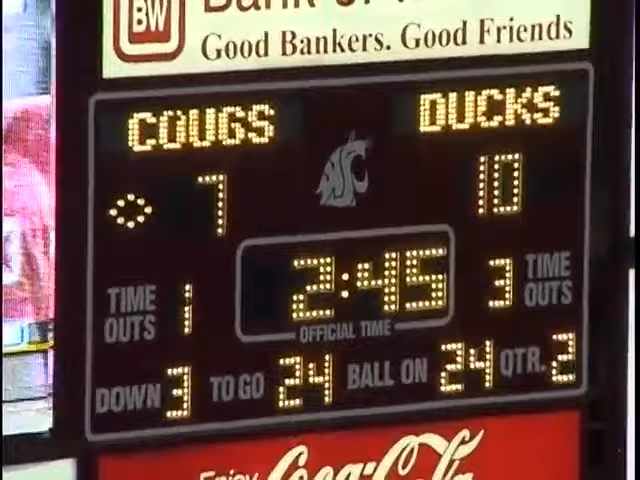 BW
Good Bankers. Good Friends
COUGS DUCKS
7 10
TIME OUTS 1 2:45 3 TIME OUTS
OFFICIAL TIME
DOWN 3 TO GO 24 BALL ON 24 QTR. 2
Enjoy Coca-Cola